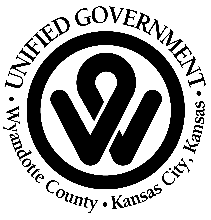 UNIFIED GOVERNMENT •
Wyandotte County • Kansas City, Kansas •